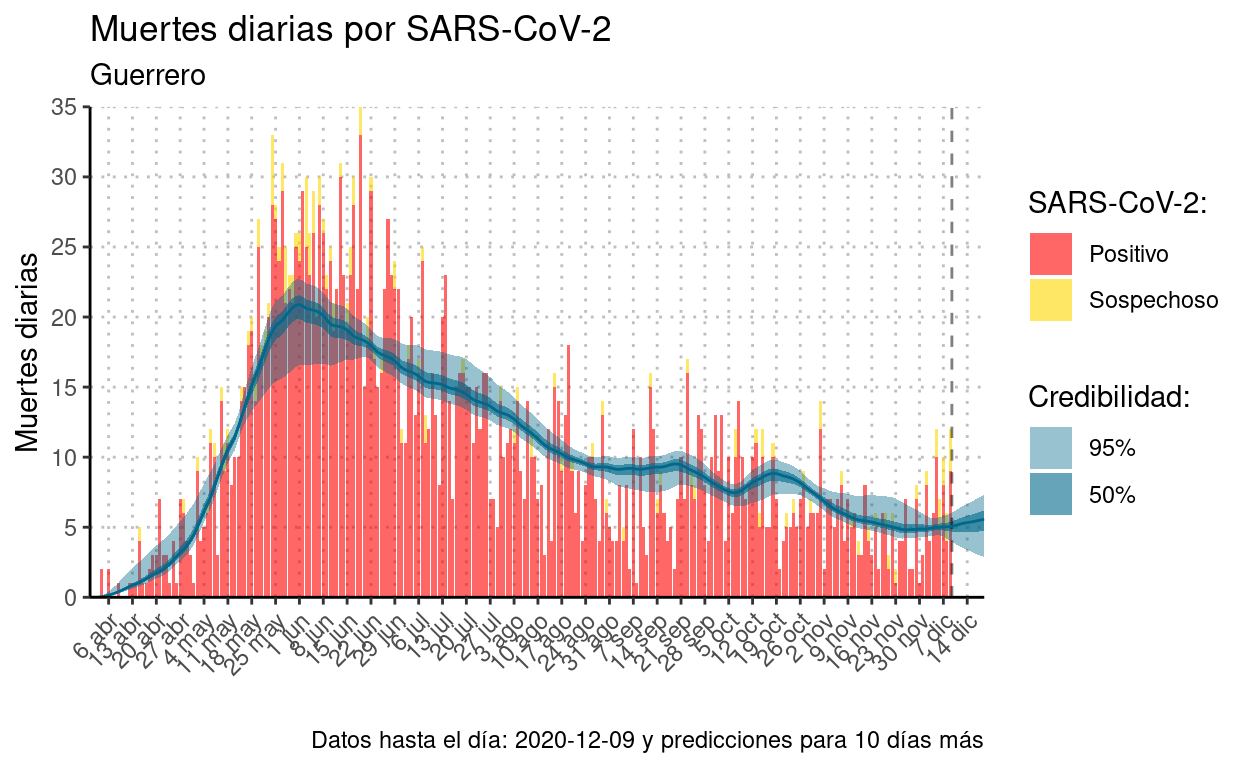 Muertes diarias por SARS-CoV-2
Guerrero
Muertes diarias
35
30
25
20
15
10
5
0
6 abr
13 abr
20 abr
27 abr
4 may
11 may
18 may
25 may
1 jun
8 jun
15 jun
22 jun
29 jun
6 jul
13 jul
20 jul
27 jul
3 ago
10 ago
17 ago
24 ago
31 ago
7 sep
14 sep
21 sep
28 sep
5 oct
12 oct
19 oct
26 oct
2 nov
9 nov
16 nov
23 nov
30 nov
7 dic
14 dic
SARS-CoV-2:
Positivo
Sospechoso
Credibilidad:
95%
50%
Datos hasta el día: 2020-12-09 y predicciones para 10 días más